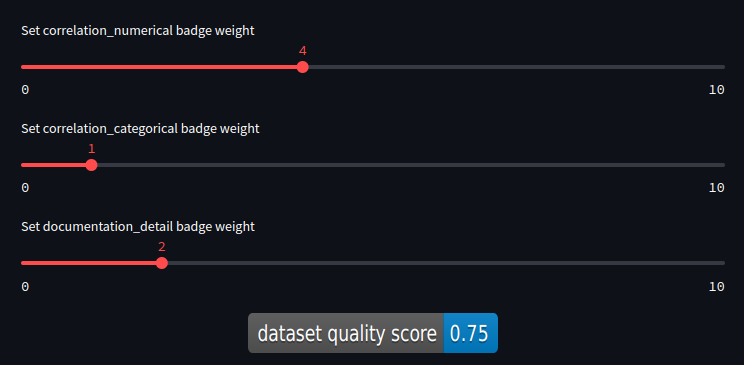 Set correlation_numerical badge weight
4
0 10
Set correlation_categorical badge weight
1
0 10
Set documentation_detail badge weight
2
0 10
dataset quality score 0.75